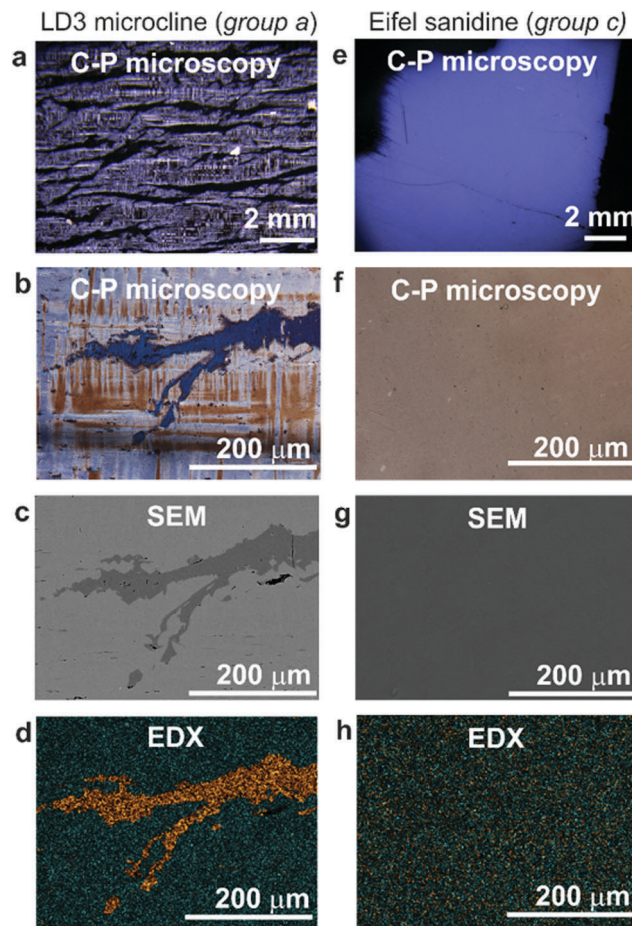 LD3 microcline (group a)
Eifel sanidine (group c)
a
C-P microscopy
2 mm
e
C-P microscopy
2 mm
b
C-P microscopy
200 μm
f
C-P microscopy
200 μm
c
SEM
200 μm
g
SEM
200 μm
d
EDX
200 μm
h
EDX
200 μm